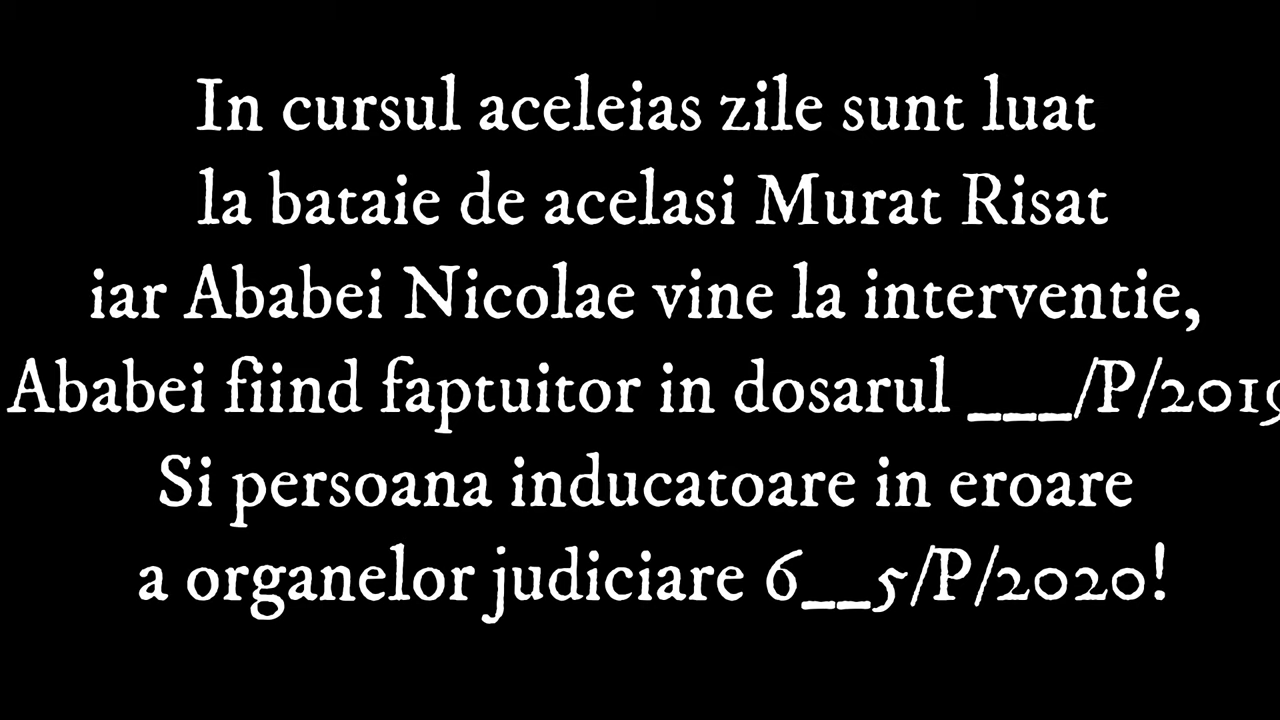 In cursul aceleias zile sunt luat
la bataie de acelasi Murat Risat
iar Ababei Nicolae vine la interventie,
Ababei fiind faptuitor in dosarul ___/P/2019
Si persoana inducatoare in eroare
a organelor judiciare 6__5/P/2020!